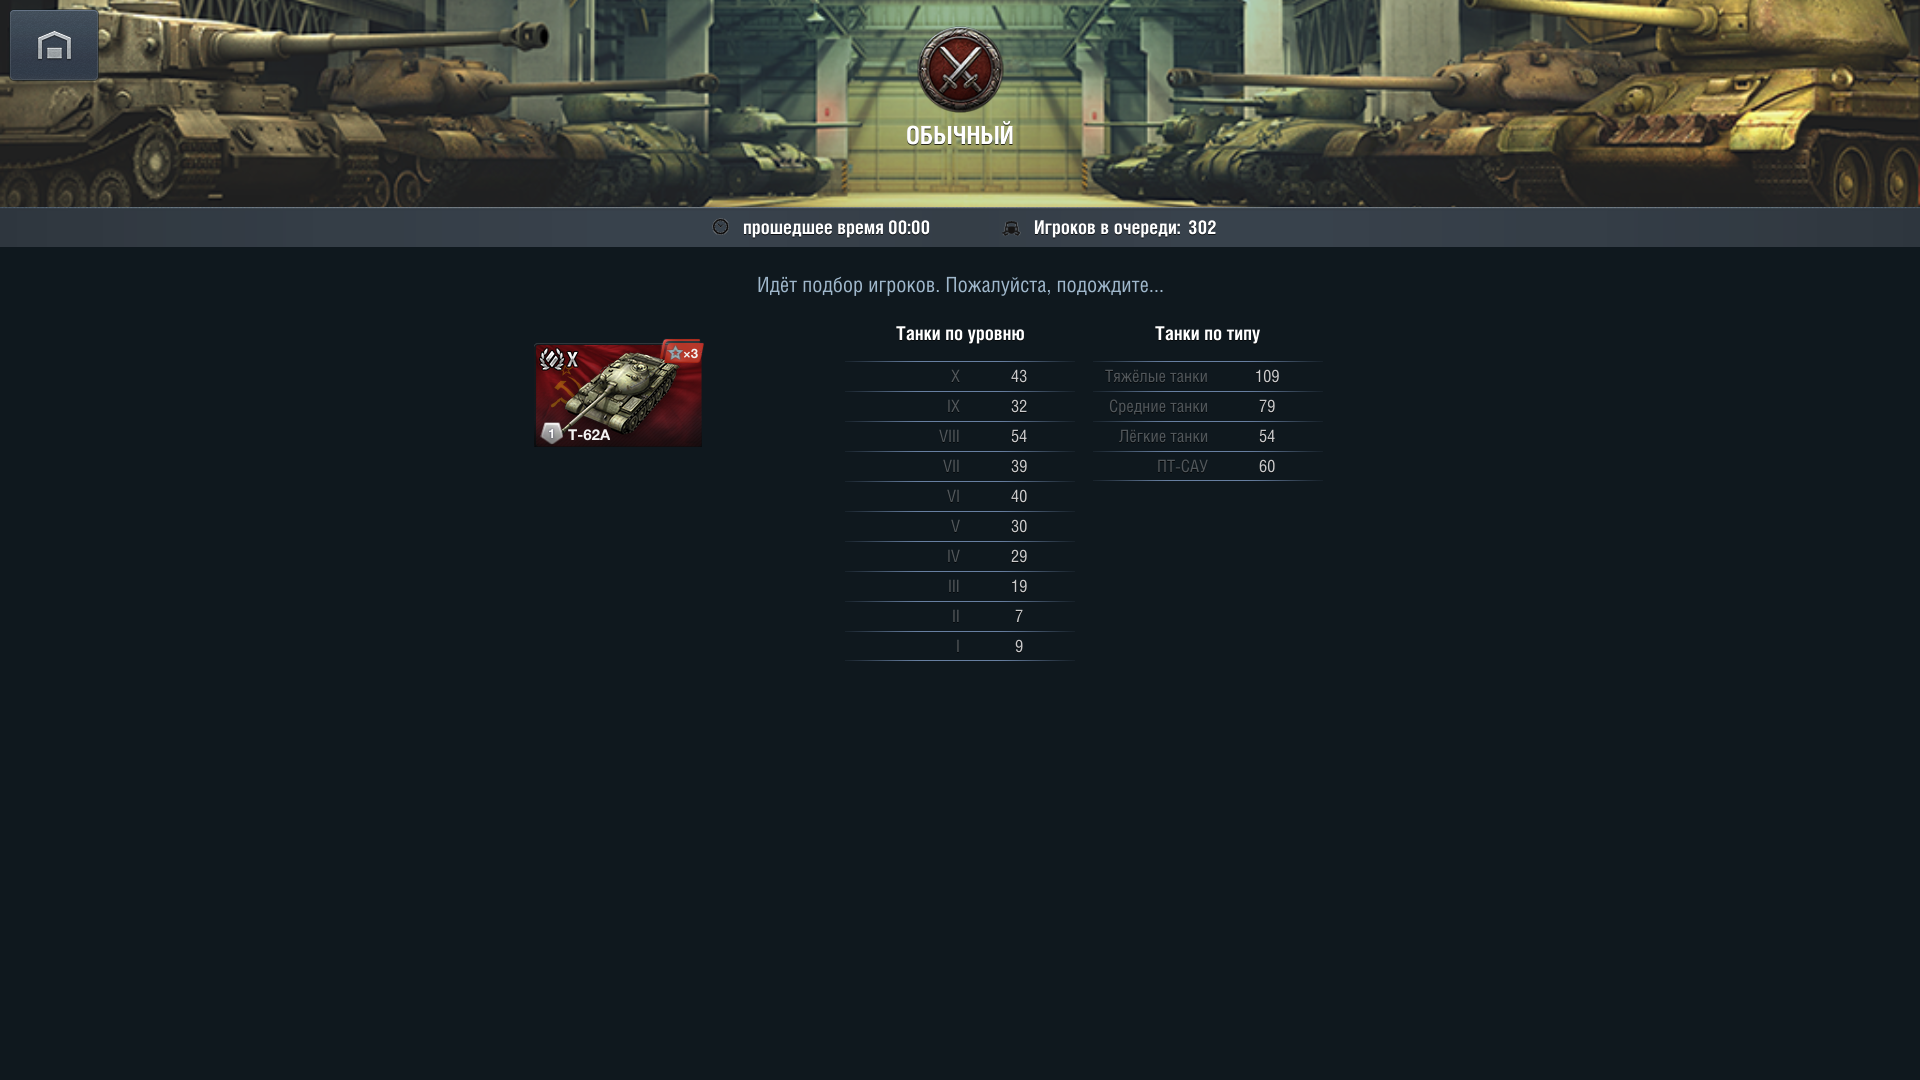 ОБЫЧНЫЙ
прошедшее время 00:00 Игроков в очереди: 302
Идёт подбор игроков. Пожалуйста, подождите...
X ×3
1 Т-62А
Танки по уровню
X 43
IX 32
VIII 54
VII 39
VI 40
V 30
IV 29
III 19
II 7
I 9
Танки по типу
Тяжёлые танки 109
Средние танки 79
Лёгкие танки 54
ПТ-САУ 60